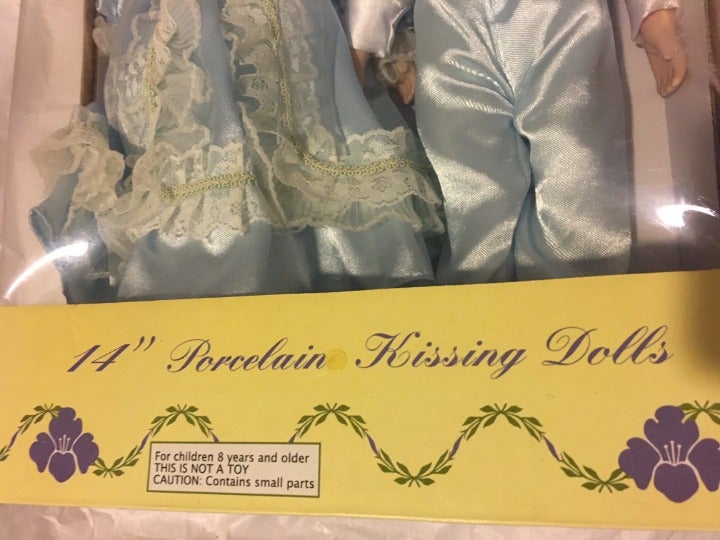 14" Porcelain Kissing Dolls
For children 8 years and older
THIS IS NOT A TOY
CAUTION: Contains small parts